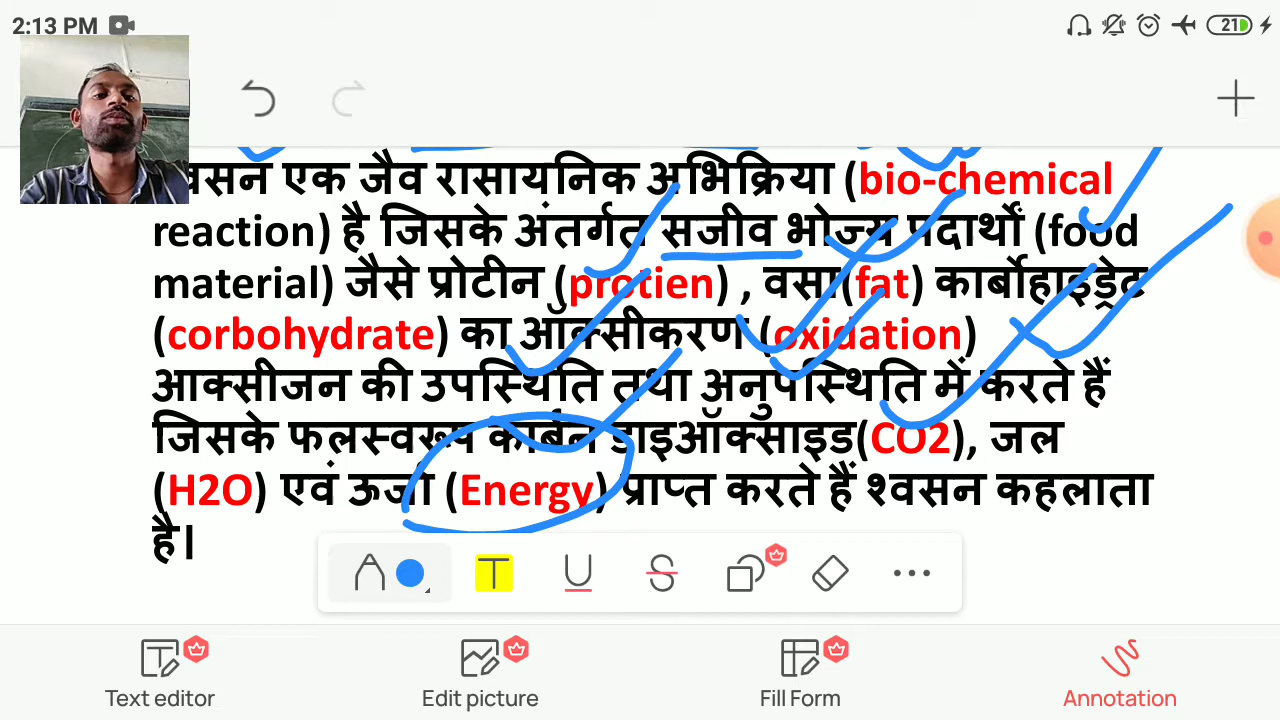 2:13 PM
21
श्वसन एक जैव रासायनिक अभिक्रिया (bio-chemical
reaction) है जिसके अंतर्गत सजीव भोज्य पदार्थों (food
material) जैसे प्रोटीन (protien) , वसा(fat) कार्बोहाइड्रेट
(corbohydrate) का ऑक्सीकरण (oxidation)
आक्सीजन की उपस्थिति तथा अनुपस्थिति में करते हैं
जिसके फलस्वरूप कार्बन डाइऑक्साइड(CO2), जल
(H2O) एवं ऊर्जा (Energy) प्राप्त करते हैं श्वसन कहलाता
है।
T
U
S
Text editor
Edit picture
Fill Form
Annotation